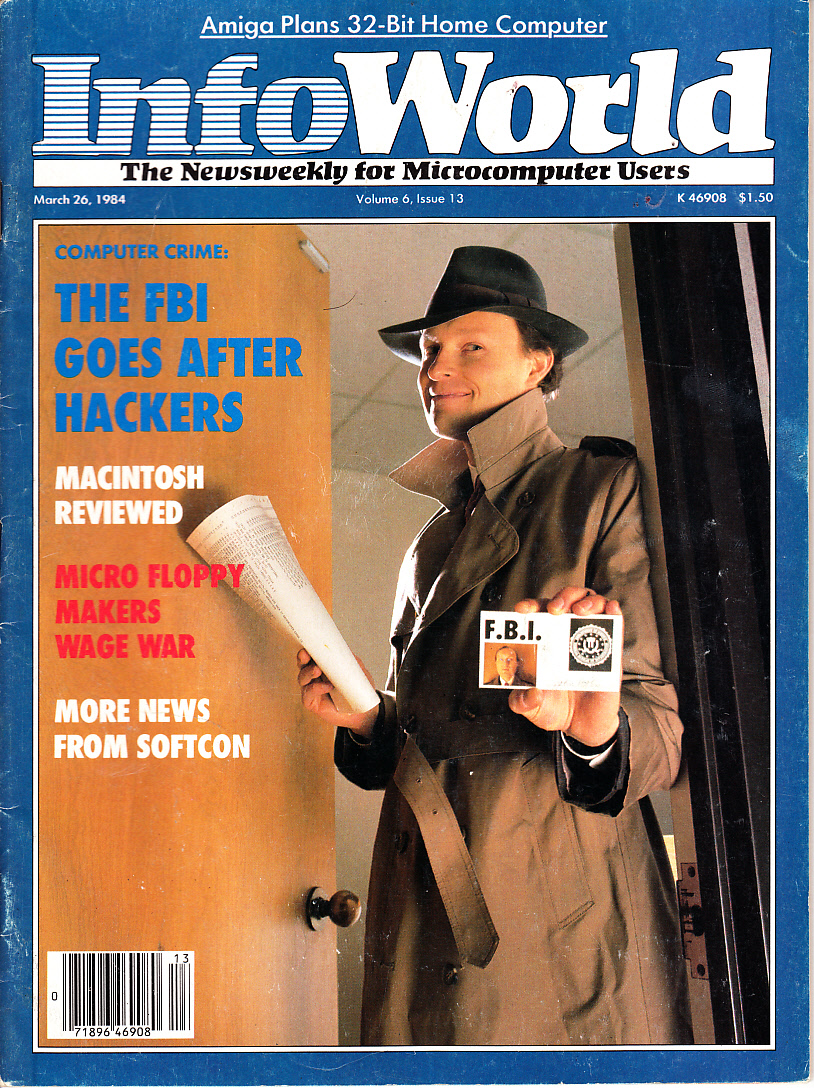 Amiga Plans 32-Bit Home Computer
InfoWorld
The Newsweekly for Microcomputer Users
March 26, 1984
Volume 6, Issue 13
K 46908 $1.50
COMPUTER CRIME:
THE FBI
GOES AFTER
HACKERS
MACINTOSH
REVIEWED
MICRO FLOPPY
MAKERS
WAGE WAR
MORE NEWS
FROM SOFTCON
F.B.I.
13
0
71896 46908